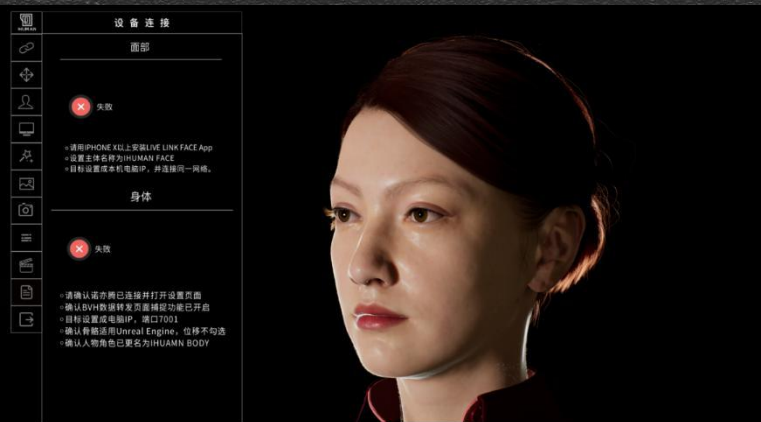 设备连接
面部
失败
请用IPHONE X以上安装LIVE LINK FACE App
设置主体名称为IHUMAN FACE
目标设置成本机电脑IP，并连接同一网络。
身体
失败
请确认诺亦腾已连接并打开设置页面
确认BVH数据转发页面捕捉功能已开启
目标设置成电脑IP，端口7001
确认骨骼适用Unreal Engine，位移不勾选
确认人物角色已更名为IHUAMN BODY